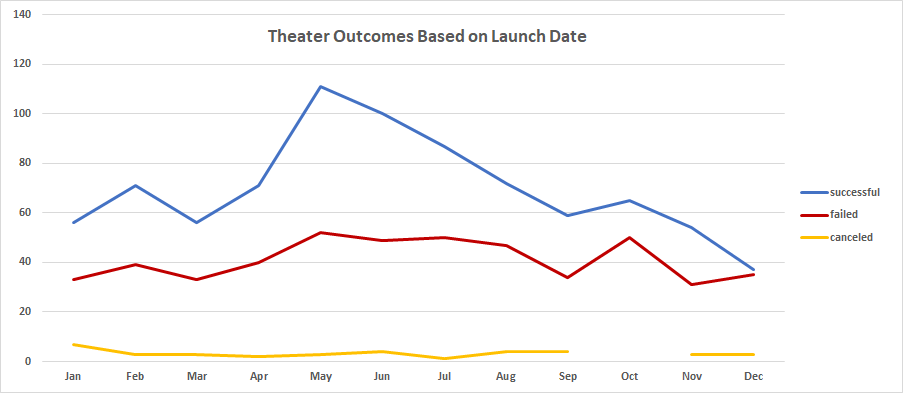 Theater Outcomes Based on Launch Date
140
120
100
80
60
40
20
0
Jan Feb Mar Apr May Jun Jul Aug Sep Oct Nov Dec
successful
failed
canceled